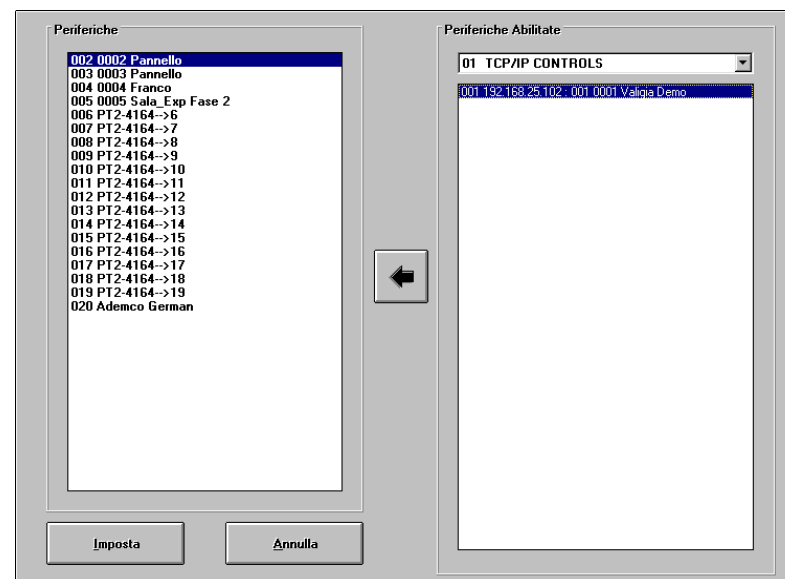 Periferiche
002 0002 Pannello
003 0003 Pannello
004 0004 Franco
005 0005 Sala_Exp Fase 2
006 PT2-4164-->6
007 PT2-4164-->7
008 PT2-4164-->8
009 PT2-4164-->9
010 PT2-4164-->10
011 PT2-4164-->11
012 PT2-4164-->12
013 PT2-4164-->13
014 PT2-4164-->14
015 PT2-4164-->15
016 PT2-4164-->16
017 PT2-4164-->17
018 PT2-4164-->18
019 PT2-4164-->19
020 Ademco German
Imposta
Annulla
Periferiche Abilitate
01 TCP/IP CONTROLS
001 192.168.25.102 : 001 0001 Valigia Demo